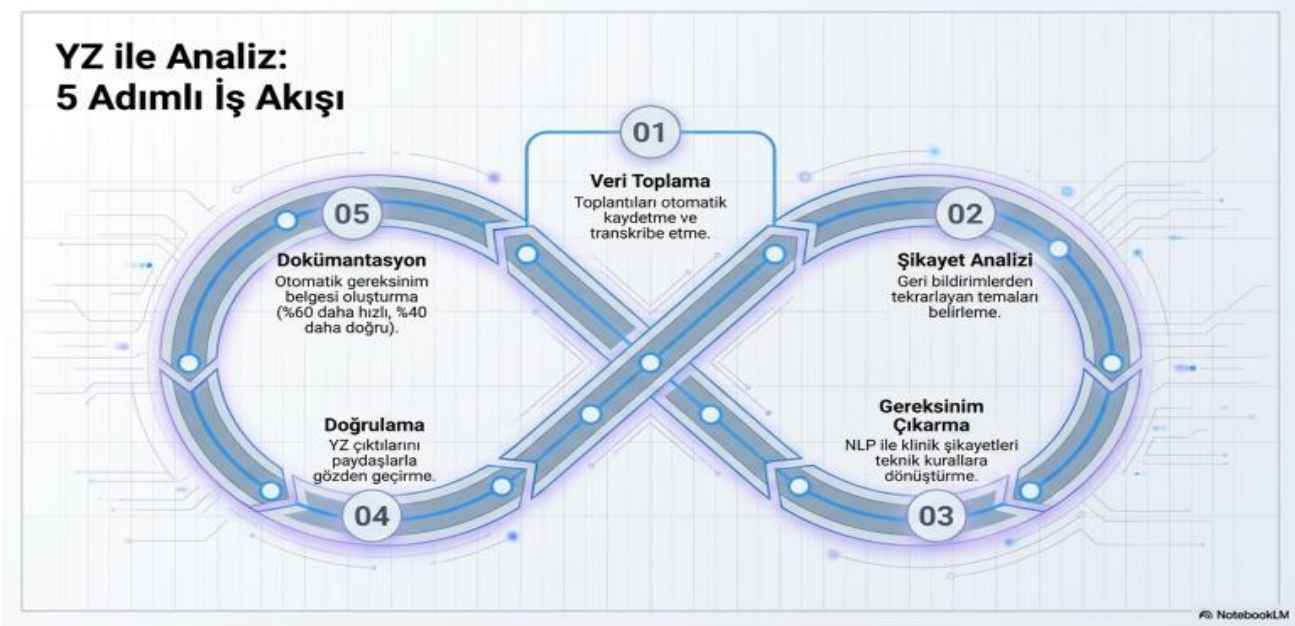 YZ ile Analiz:
5 Adımlı İş Akışı
01
Veri Toplama
Toplantıları otomatik
kaydetme ve
transkribe etme.
02
Şikayet Analizi
Geri bildirimlerden
tekrarlayan temaları
belirleme.
03
Gereksinim
Çıkarma
NLP ile klinik şikayetleri
teknik kurallara
dönüştürme.
04
Doğrulama
YZ çıktılarını
paydaşlarla
gözden geçirme.
05
Dokümantasyon
Otomatik gereksinim
belgesi oluşturma
(%60 daha hızlı, %40
daha doğru).
NotebookLM